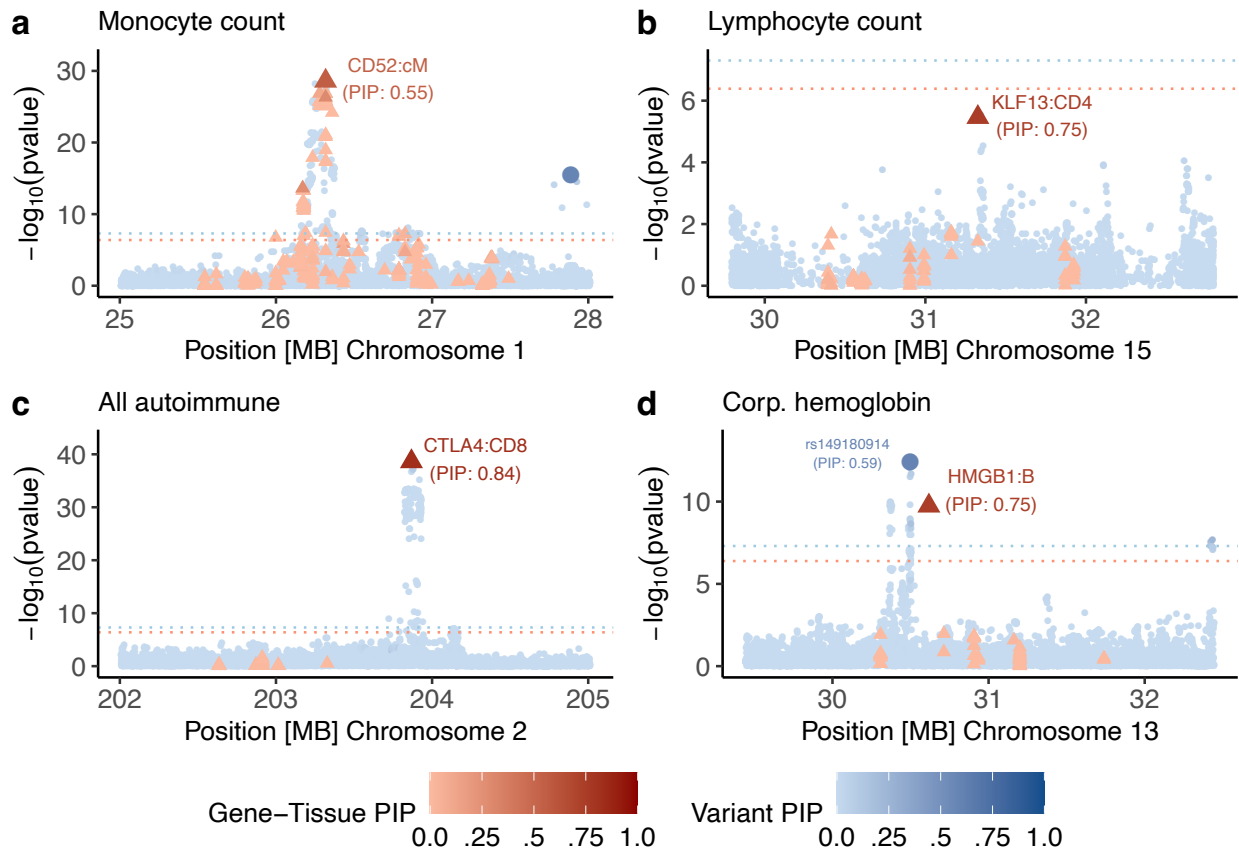 a Monocyte count
−log10(pvalue)
30
20
10
0
CD52:cM
(PIP: 0.55)
25 26 27 28
Position [MB] Chromosome 1
b Lymphocyte count
−log10(pvalue)
6
4
2
0
KLF13:CD4
(PIP: 0.75)
30 31 32
Position [MB] Chromosome 15
c All autoimmune
−log10(pvalue)
40
30
20
10
0
CTLA4:CD8
(PIP: 0.84)
202 203 204 205
Position [MB] Chromosome 2
d Corp. hemoglobin
−log10(pvalue)
10
5
0
rs149180914
(PIP: 0.59)
HMGB1:B
(PIP: 0.75)
30 31 32
Position [MB] Chromosome 13
Gene−Tissue PIP
0.0 .25 .5 .75 1.0
Variant PIP
0.0 .25 .5 .75 1.0